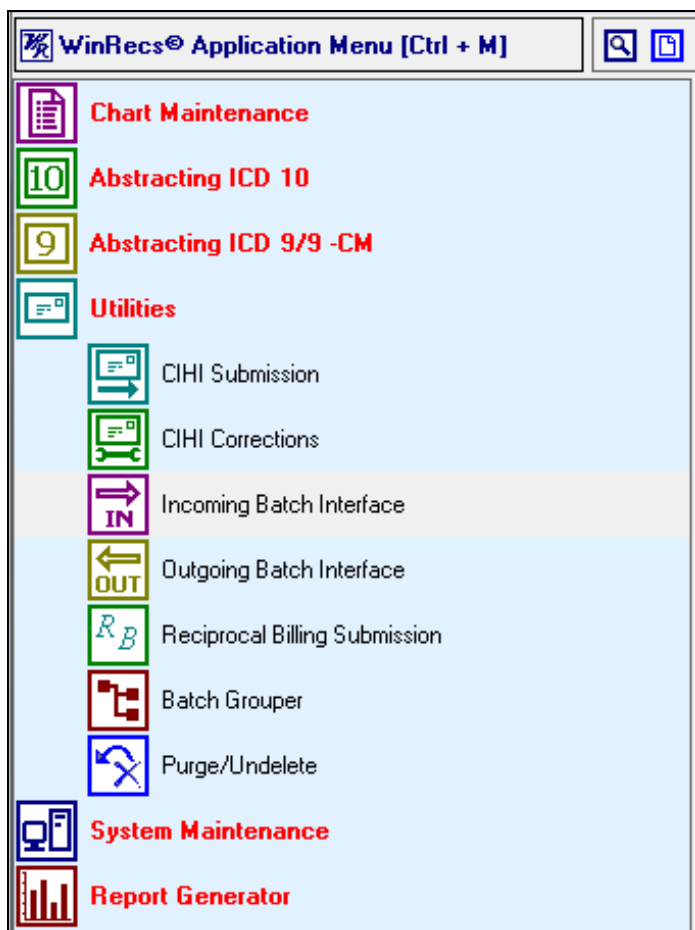 WinRecs® Application Menu [Ctrl + M]
Chart Maintenance
10 Abstracting ICD 10
9 Abstracting ICD 9/9 -CM
Utilities
CIHI Submission
CIHI Corrections
IN Incoming Batch Interface
OUT Outgoing Batch Interface
RB Reciprocal Billing Submission
Batch Grouper
Purge/Undelete
System Maintenance
Report Generator